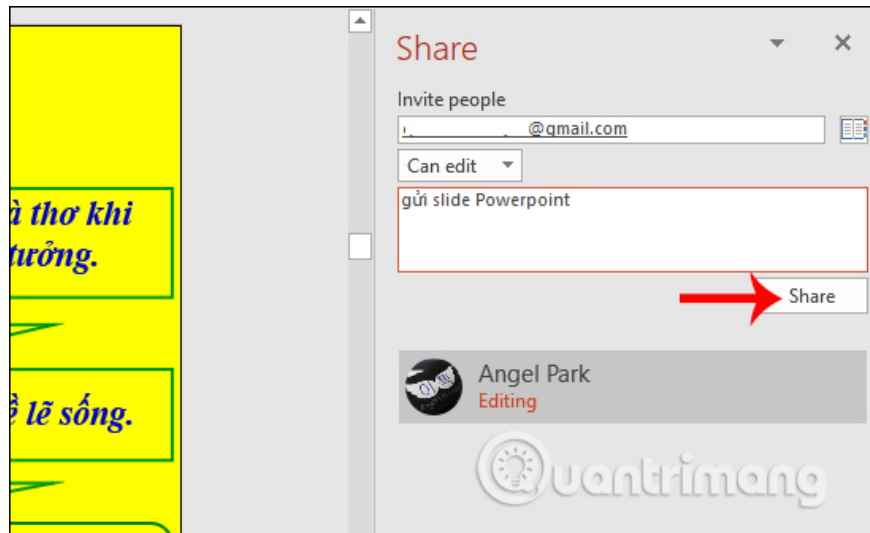 à thơ khi
tưởng.
lẽ sống.
Share
Invite people
@gmail.com
Can edit
gửi slide Powerpoint
Share
Angel Park
Editing
Quantrimang